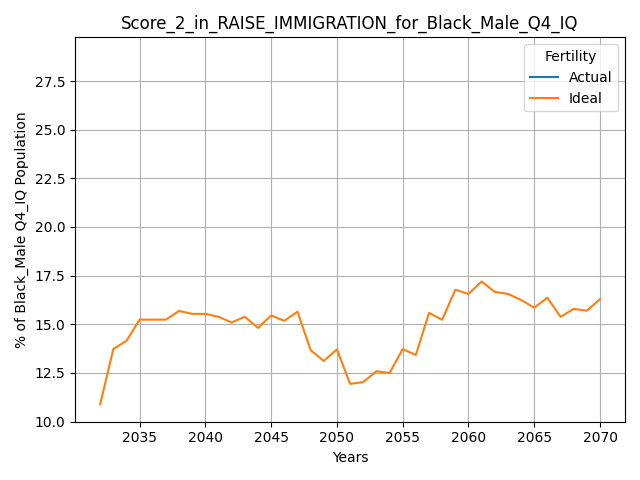 Score_2_in_RAISE_IMMIGRATION_for_Black_Male_Q4_IQ
Fertility
Actual
Ideal
% of Black_Male Q4_IQ Population
27.5
25.0
22.5
20.0
17.5
15.0
12.5
10.0
2035 2040 2045 2050 2055 2060 2065 2070
Years